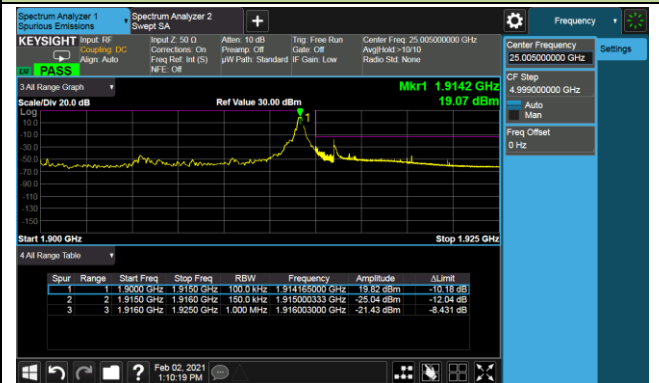 Spectrum Analyzer 1
Spurious Emissions
Spectrum Analyzer 2
Swept SA
+
Frequency
KEYSIGHT
Input: RF
Coupling: DC
Align: Auto
Input Z: 50 Ω
Corrections: On
Freq Ref: Int (S)
NFE: Off
Atten: 10 dB
Preamp: Off
µW Path: Standard
Trig: Free Run
Gate: Off
IF Gain: Low
Center Freq: 25.005000000 GHz
Avg|Hold:>10/10
Radio Std: None
PASS
Center Frequency
25.005000000 GHz
Settings
CF Step
4.999000000 GHz
Auto
Man
Freq Offset
0 Hz
3 All Range Graph
Mkr1 1.9142 GHz
Scale/Div 20.0 dB
Ref Value 30.00 dBm
19.07 dBm
Log
10.0
-10.0
-30.0
-50.0
-70.0
-90.0
-110
-130
-150
1
Start 1.900 GHz
Stop 1.925 GHz
4 All Range Table
Spur Range Start Freq Stop Freq RBW Frequency Amplitude ΔLimit
1 1 1.9000 GHz 1.9150 GHz 100.0 kHz 1.914165000 GHz 19.82 dBm -10.18 dB
2 2 1.9150 GHz 1.9160 GHz 150.0 kHz 1.915000333 GHz -25.04 dBm -12.04 dB
3 3 1.9160 GHz 1.9250 GHz 1.000 MHz 1.916003000 GHz -21.43 dBm -8.431 dB
?
Feb 02, 2021
1:10:19 PM